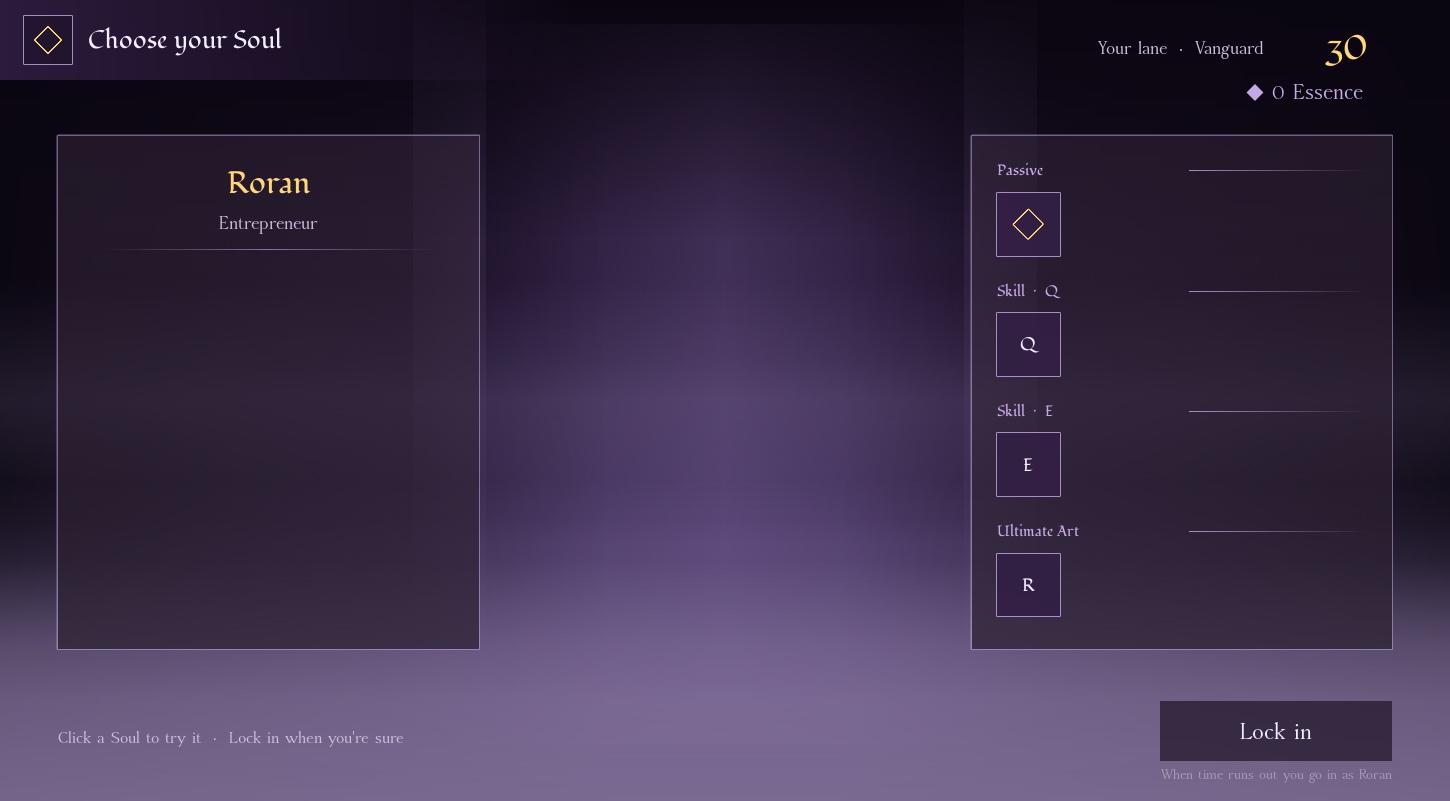 Choose your Soul
Your lane · Vanguard
30
0 Essence
Roran
Entrepreneur
Passive
Skill · Q
Q
Skill · E
E
Ultimate Art
R
Click a Soul to try it · Lock in when you're sure
Lock in
When time runs out you go in as Roran